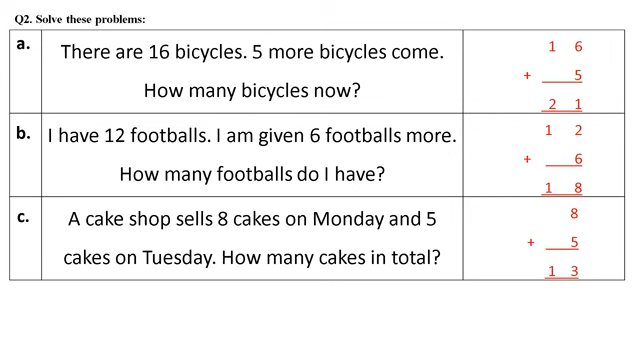 Q2. Solve these problems:
a. There are 16 bicycles. 5 more bicycles come.
How many bicycles now?
1 6
+ 5
2 1
b. I have 12 footballs. I am given 6 footballs more.
How many footballs do I have?
1 2
+ 6
1 8
c. A cake shop sells 8 cakes on Monday and 5
cakes on Tuesday. How many cakes in total?
8
+ 5
1 3